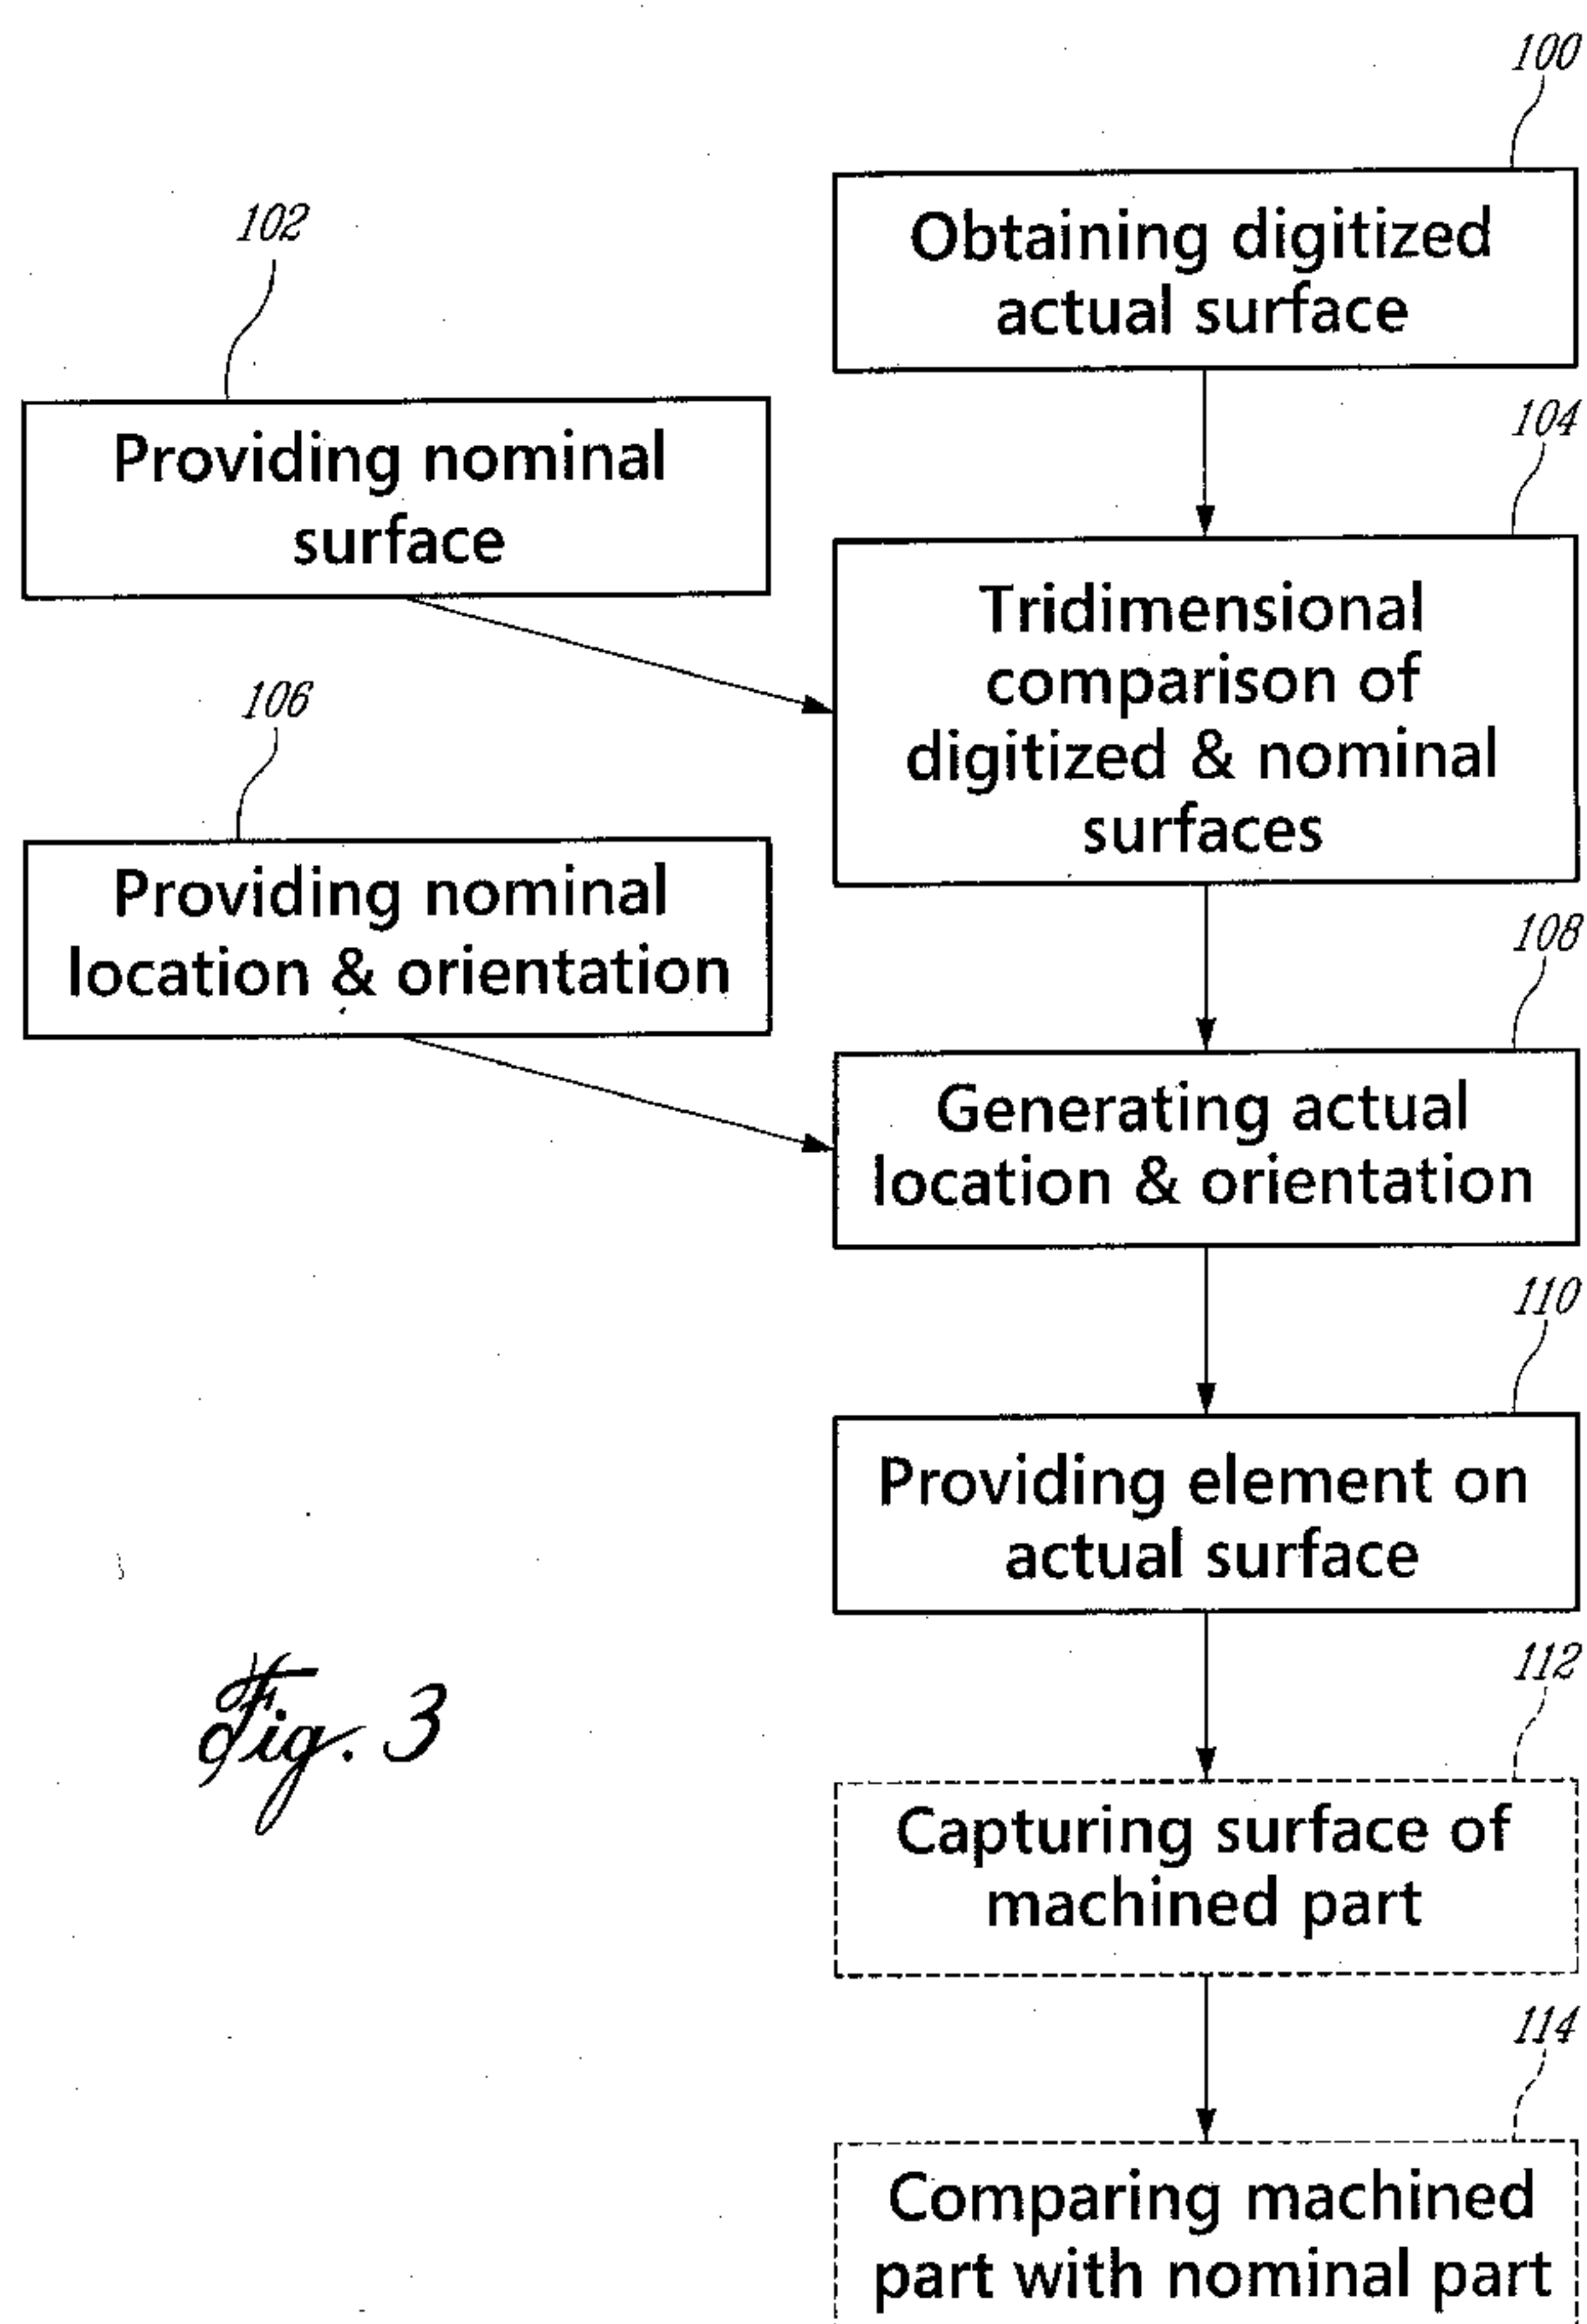 100
Obtaining digitized
actual surface
102
Providing nominal
surface
104
Tridimensional
comparison of
digitized & nominal
surfaces
106
Providing nominal
location & orientation
108
Generating actual
location & orientation
110
Providing element on
actual surface
112
Capturing surface of
machined part
Fig. 3
114
Comparing machined
part with nominal part